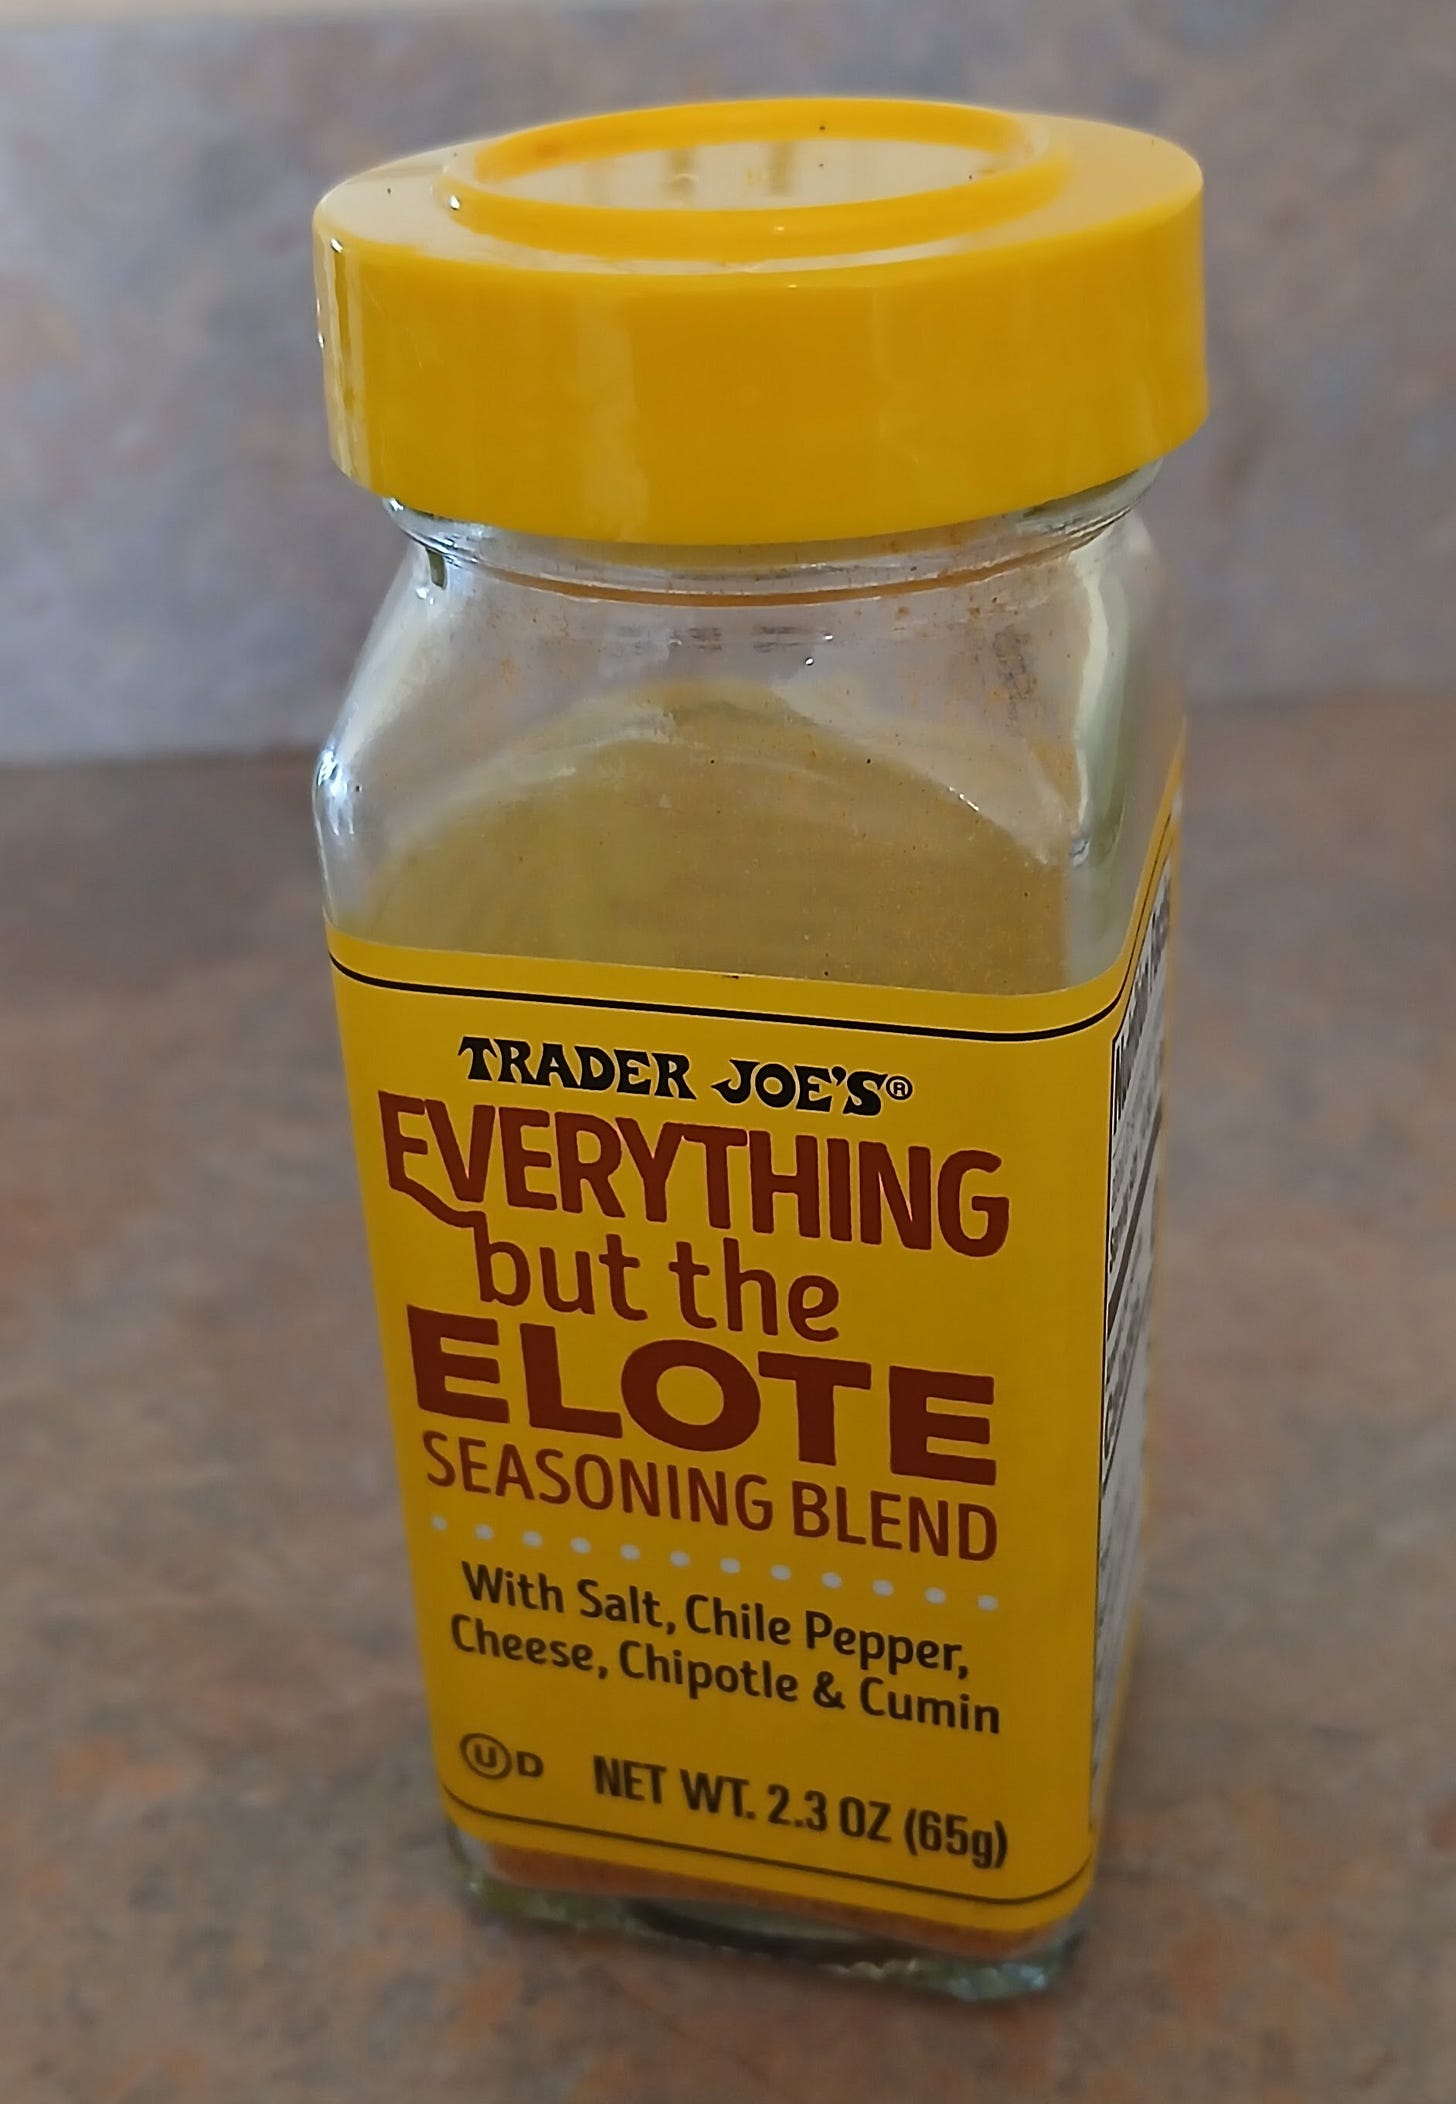 TRADER JOE'S®
EVERYTHING
but the
ELOTE
SEASONING BLEND
With Salt, Chile Pepper,
Cheese, Chipotle & Cumin
U D NET WT. 2.3 OZ (65g)